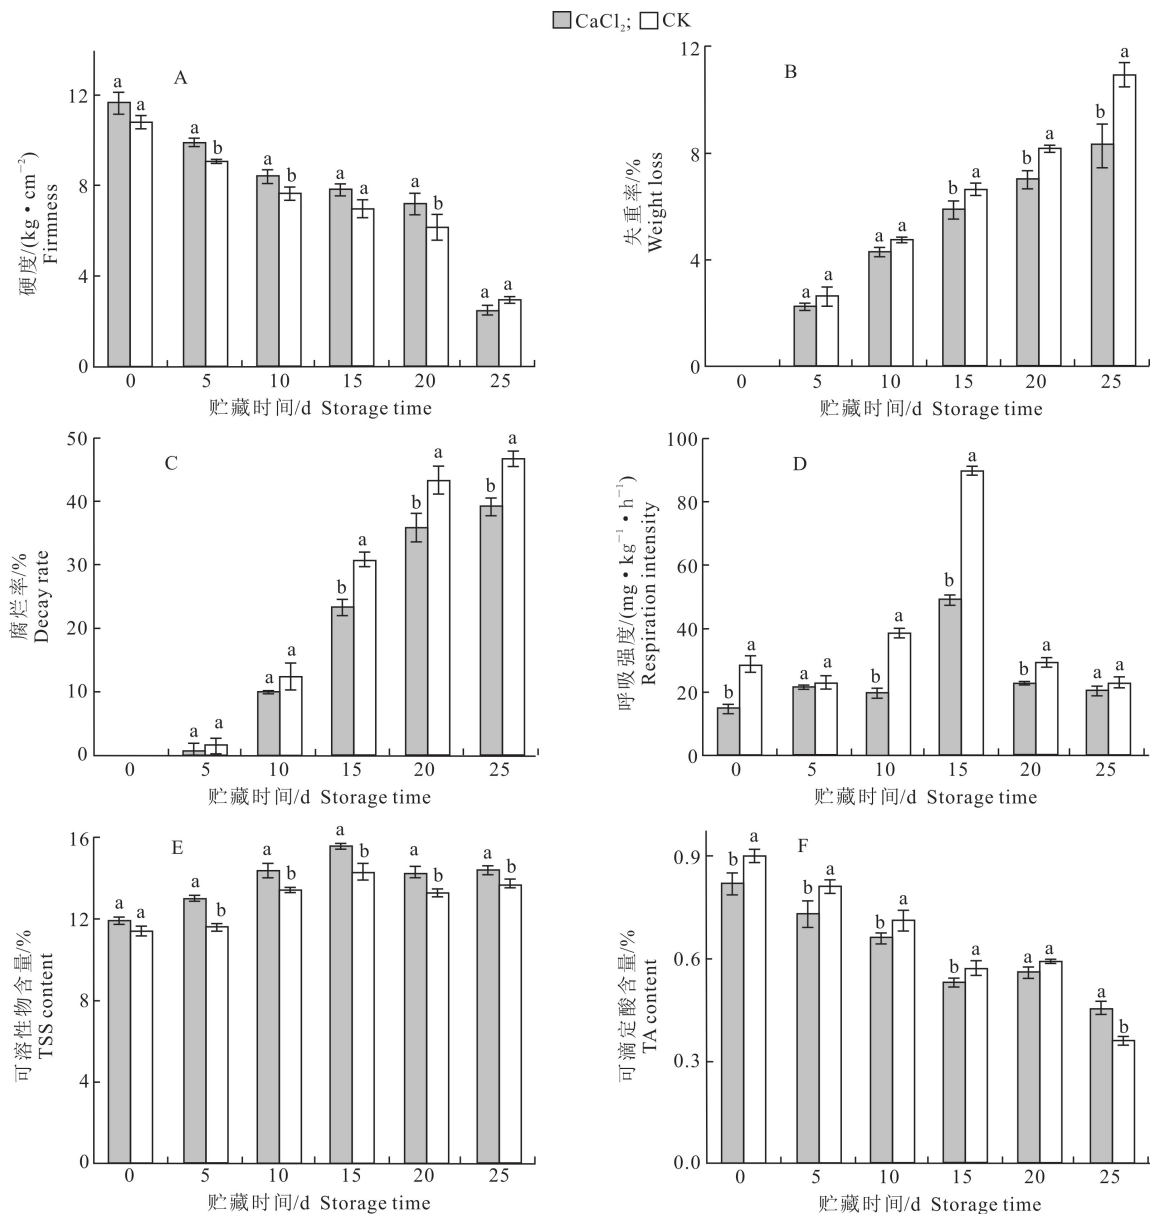 CaCl₂; CK
A
硬度/(kg·cm⁻²)
Firmness
12
8
4
0
a a a b a b a a a b a a
0 5 10 15 20 25
贮藏时间/d Storage time
B
失重率/%
Weight loss
12
8
4
0
a a a a b a b a b a
0 5 10 15 20 25
贮藏时间/d Storage time
C
腐烂率/%
Decay rate
50
40
30
20
10
0
a a a a b a b a b a
0 5 10 15 20 25
贮藏时间/d Storage time
D
呼吸强度/(mg·kg⁻¹·h⁻¹)
Respiration intensity
100
80
60
40
20
0
b a a a b a b a b a a a
0 5 10 15 20 25
贮藏时间/d Storage time
E
可溶性物含量/%
TSS content
16
12
8
4
0
a a a b a b a b a b a b
0 5 10 15 20 25
贮藏时间/d Storage time
F
可滴定酸含量/%
TA content
0.9
0.6
0.3
0.0
b a b a b a b a a a a b
0 5 10 15 20 25
贮藏时间/d Storage time